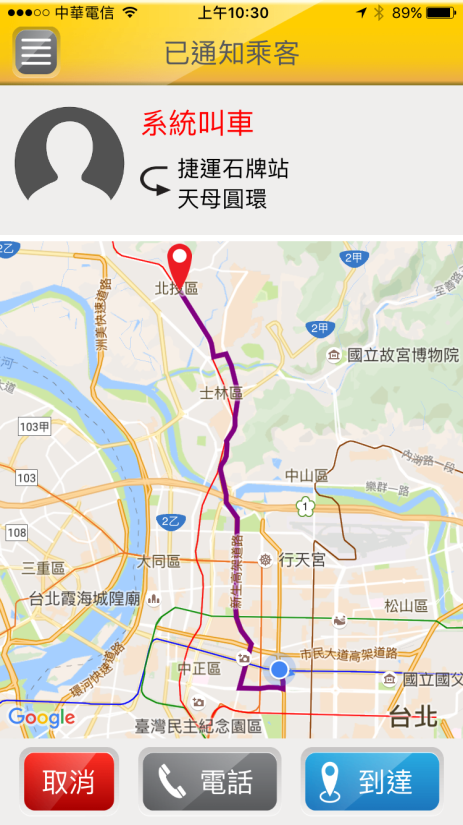 中華電信
上午10:30
89%
已通知乘客
系統叫車
捷運石牌站
天母圓環
2乙
2甲
至善路
北投區
洲美快速道路
2甲
國立故宮博物院
士林區
103甲
內湖路一段
中山區
103
樂群一路
1
2乙
108
三重區
大同區
行天宮
新生高架道路
台北霞海城隍廟
松山區
市民大道高架道路
中正區
環河快速道路
國立國父
Google
臺灣民主紀念園區
台北
取消
電話
到達